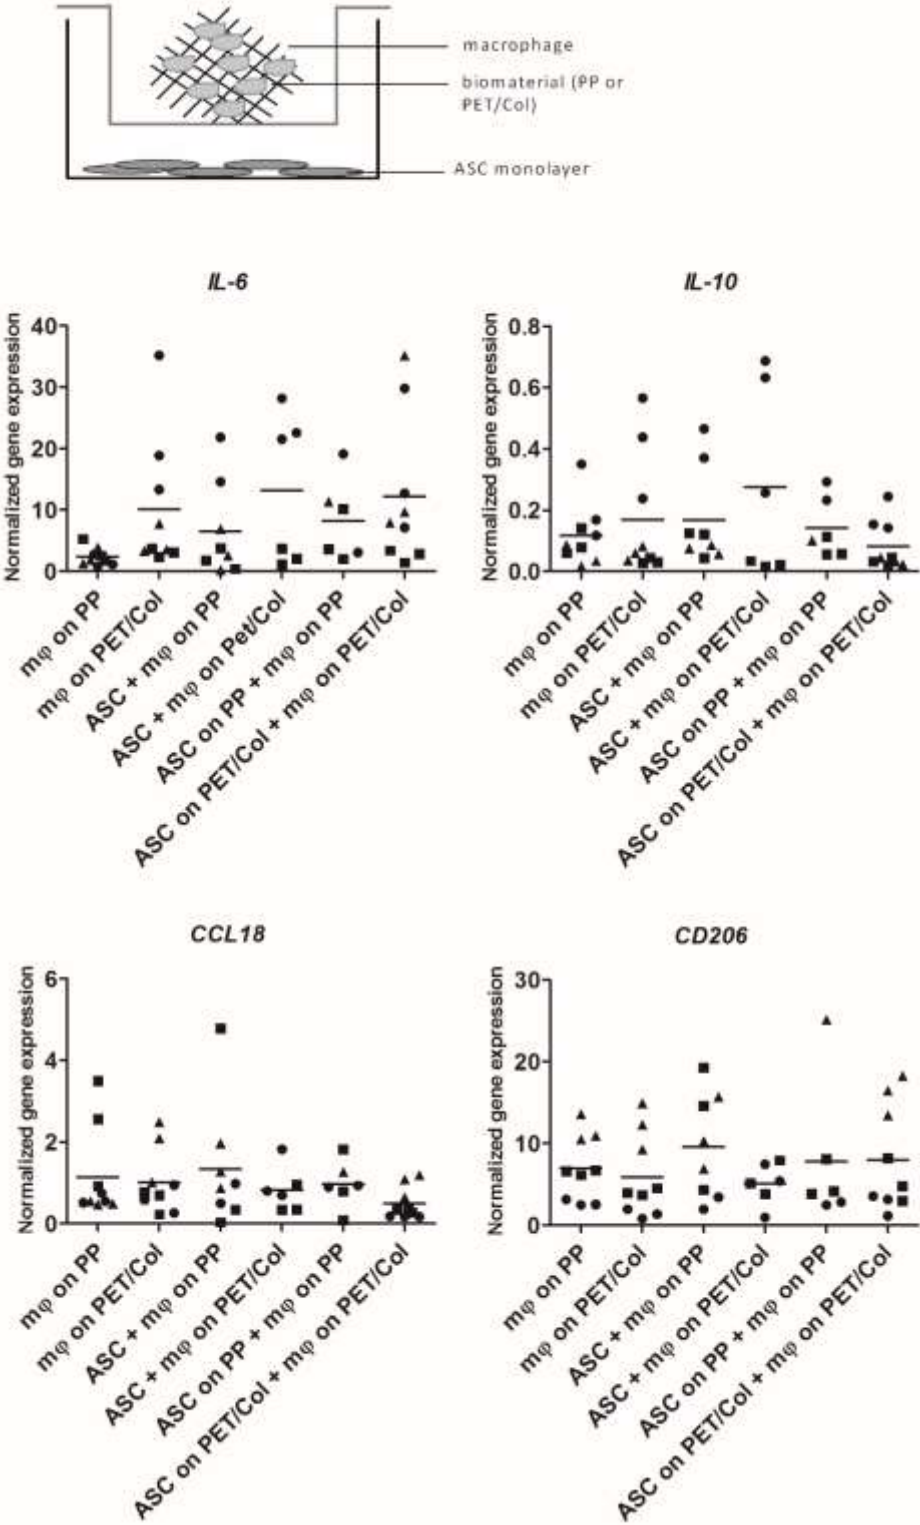 macrophage
biomaterial (PP or
PET/Col)
ASC monolayer
IL-6
Normalized gene expression
40
30
20
10
0
mφ on PP
mφ on PET/Col
ASC + mφ on PP
ASC + mφ on Pet/Col
ASC on PP + mφ on PP
ASC on PET/Col + mφ on PET/Col
IL-10
Normalized gene expression
0.8
0.6
0.4
0.2
0.0
mφ on PP
mφ on PET/Col
ASC + mφ on PP
ASC + mφ on PET/Col
ASC on PP + mφ on PP
ASC on PET/Col + mφ on PET/Col
CCL18
Normalized gene expression
6
4
2
0
mφ on PP
mφ on PET/Col
ASC + mφ on PP
ASC + mφ on PET/Col
ASC on PP + mφ on PP
ASC on PET/Col + mφ on PET/Col
CD206
Normalized gene expression
30
20
10
0
mφ on PP
mφ on PET/Col
ASC + mφ on PP
ASC + mφ on PET/Col
ASC on PP + mφ on PP
ASC on PET/Col + mφ on PET/Col